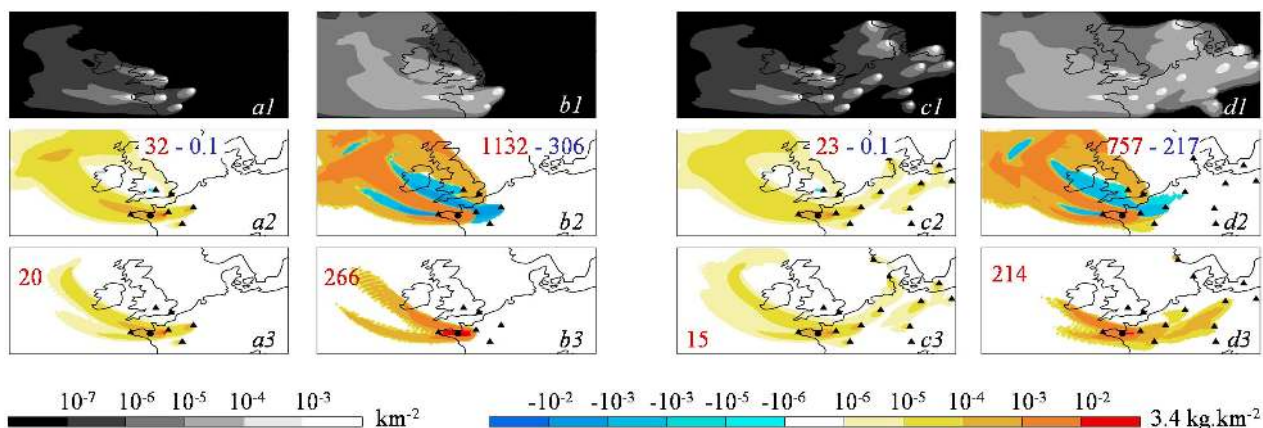 a1
b1
c1
d1
32 - 0.1
1132 - 306
23 - 0.1
757 - 217
a2
b2
c2
d2
20
266
15
214
a3
b3
c3
d3
10⁻⁷ 10⁻⁶ 10⁻⁵ 10⁻⁴ 10⁻³ km⁻²
-10⁻² -10⁻³ -10⁻³ -10⁻⁵ -10⁻⁶ 10⁻⁶ 10⁻⁵ 10⁻⁴ 10⁻³ 10⁻² 3.4 kg.km⁻²